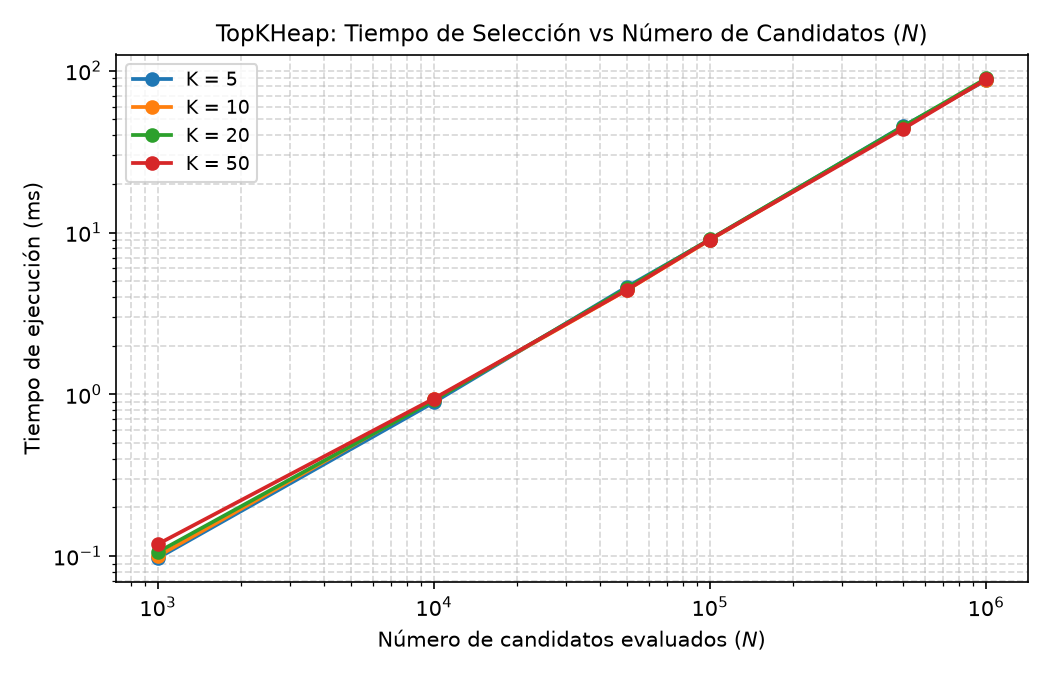 TopKHeap: Tiempo de Selección vs Número de Candidatos (N)
K = 5
K = 10
K = 20
K = 50
Tiempo de ejecución (ms)
10²
10¹
10⁰
10⁻¹
10³ 10⁴ 10⁵ 10⁶
Número de candidatos evaluados (N)